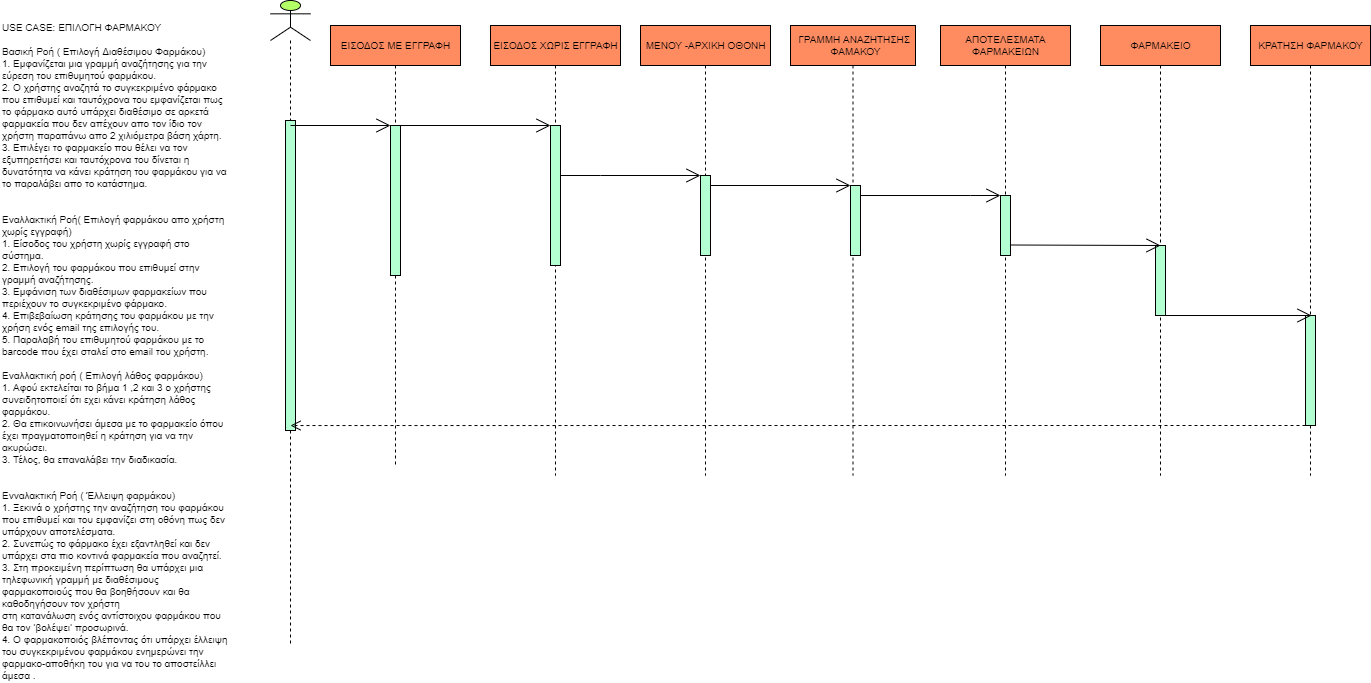 USE CASE: ΕΠΙΛΟΓΗ ΦΑΡΜΑΚΟΥ
Βασική Ροή ( Επιλογή Διαθέσιμου Φαρμάκου)
1. Εμφανίζεται μια γραμμή αναζήτησης για την
εύρεση του επιθυμητού φαρμάκου.
2. Ο χρήστης αναζητά το συγκεκριμένο φάρμακο
που επιθυμεί και ταυτόχρονα του εμφανίζεται πως
το φάρμακο αυτό υπάρχει διαθέσιμο σε αρκετά
φαρμακεία που δεν απέχουν απο τον ίδιο τον
χρήστη παραπάνω απο 2 χιλιόμετρα βάση χάρτη.
3. Επιλέγει το φαρμακείο που θέλει να τον
εξυπηρετήσει και ταυτόχρονα του δίνεται η
δυνατότητα να κάνει κράτηση του φαρμάκου για να
το παραλάβει απο το κατάστημα.
Εναλλακτική Ροή( Επιλογή φαρμάκου απο χρήστη
χωρίς εγγραφή)
1. Είσοδος του χρήστη χωρίς εγγραφή στο
σύστημα.
2. Επιλογή του φαρμάκου που επιθυμεί στην
γραμμή αναζήτησης.
3. Εμφάνιση των διαθέσιμων φαρμακείων που
περιέχουν το συγκεκριμένο φάρμακο.
4. Επιβεβαίωση κράτησης του φαρμάκου με την
χρήση ενός email της επιλογής του.
5. Παραλαβή του επιθυμητού φαρμάκου με το
barcode που έχει σταλεί στο email του χρήστη.
Εναλλακτική ροή ( Επιλογή λάθος φαρμάκου)
1. Αφού εκτελείται το βήμα 1 ,2 και 3 ο χρήστης
συνειδητοποιεί ότι εχει κάνει κράτηση λάθος
φαρμάκου.
2. Θα επικοινωνήσει άμεσα με το φαρμακείο όπου
έχει πραγματοποιηθεί η κράτηση για να την
ακυρώσει.
3. Τέλος, θα επαναλάβει την διαδικασία.
Ενναλακτική Ροή ( Έλλειψη φαρμάκου)
1. Ξεκινά ο χρήστης την αναζήτηση του φαρμάκου
που επιθυμεί και του εμφανίζει στη οθόνη πως δεν
υπάρχουν αποτελέσματα.
2. Συνεπώς το φάρμακο έχει εξαντληθεί και δεν
υπάρχει στα πιο κοντινά φαρμακεία που αναζητεί.
3. Στη προκειμένη περίπτωση θα υπάρχει μια
τηλεφωνική γραμμή με διαθέσιμους
φαρμακοποιούς που θα βοηθήσουν και θα
καθοδηγήσουν τον χρήστη
στη κατανάλωση ενός αντίστοιχου φαρμάκου που
θα τον 'βολέψει' προσωρινά.
4. Ο φαρμακοποιός βλέποντας ότι υπάρχει έλλειψη
του συγκεκριμένου φαρμάκου ενημερώνει την
φαρμακο-αποθήκη του για να του το αποστείλλει
άμεσα .
ΕΙΣΟΔΟΣ ΜΕ ΕΓΓΡΑΦΗ
ΕΙΣΟΔΟΣ ΧΩΡΙΣ ΕΓΓΡΑΦΗ
ΜΕΝΟΥ -ΑΡΧΙΚΗ ΟΘΟΝΗ
ΓΡΑΜΜΗ ΑΝΑΖΗΤΗΣΗΣ
ΦΑΜΑΚΟΥ
ΑΠΟΤΕΛΕΣΜΑΤΑ
ΦΑΡΜΑΚΕΙΩΝ
ΦΑΡΜΑΚΕΙΟ
ΚΡΑΤΗΣΗ ΦΑΡΜΑΚΟΥ